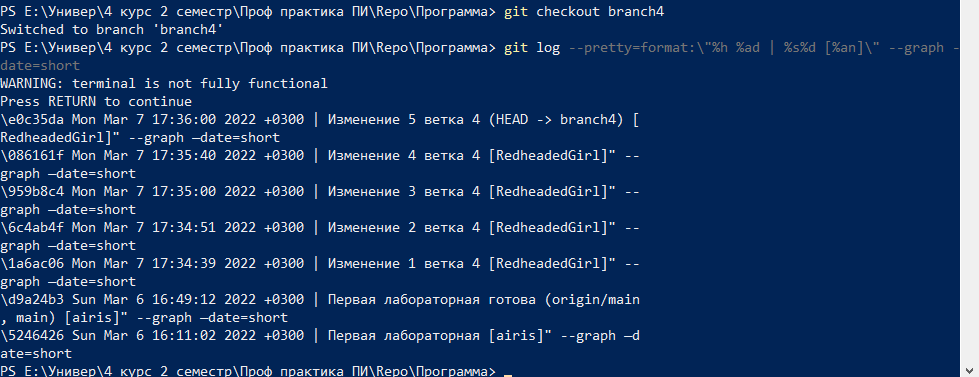 PS E:\Универ\4 курс 2 семестр\Проф практика ПИ\Repo\Программа> git checkout branch4
Switched to branch 'branch4'
PS E:\Универ\4 курс 2 семестр\Проф практика ПИ\Repo\Программа> git log --pretty=format:\"%h %ad | %s%d [%an]\" --graph —
date=short
WARNING: terminal is not fully functional
Press RETURN to continue
\e0c35da Mon Mar 7 17:36:00 2022 +0300 | Изменение 5 ветка 4 (HEAD -> branch4) [
RedheadedGirl]" --graph —date=short
\086161f Mon Mar 7 17:35:40 2022 +0300 | Изменение 4 ветка 4 [RedheadedGirl]" --
graph —date=short
\959b8c4 Mon Mar 7 17:35:00 2022 +0300 | Изменение 3 ветка 4 [RedheadedGirl]" --
graph —date=short
\6c4ab4f Mon Mar 7 17:34:51 2022 +0300 | Изменение 2 ветка 4 [RedheadedGirl]" --
graph —date=short
\1a6ac06 Mon Mar 7 17:34:39 2022 +0300 | Изменение 1 ветка 4 [RedheadedGirl]" --
graph —date=short
\d9a24b3 Sun Mar 6 16:49:12 2022 +0300 | Первая лабораторная готова (origin/main
, main) [airis]" --graph —date=short
\5246426 Sun Mar 6 16:11:02 2022 +0300 | Первая лабораторная [airis]" --graph —d
ate=short
PS E:\Универ\4 курс 2 семестр\Проф практика ПИ\Repo\Программа>